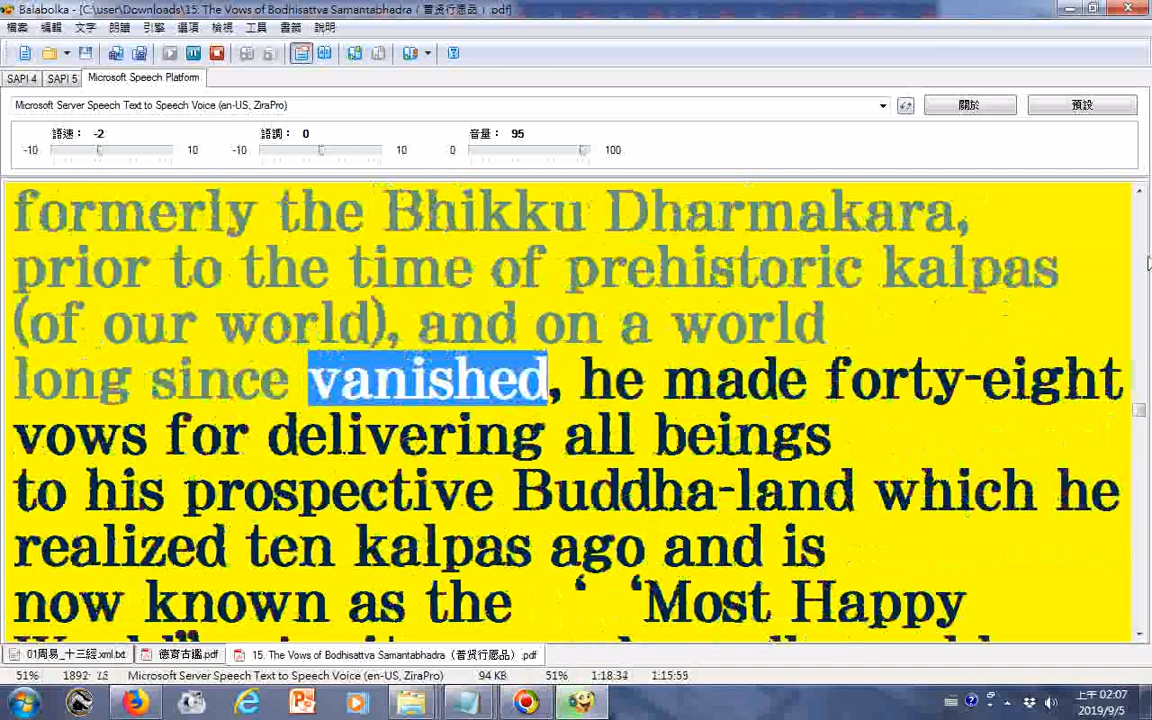 Balabolka - [C:\user\Downloads\15. The Vows of Bodhisattva Samantabhadra (普贤行愿品) .pdf]
檔案 編輯 文字 朗讀 引擎 選項 檢視 工具 書籤 說明
SAPI 4 SAPI 5 Microsoft Speech Platform
Microsoft Server Speech Text to Speech Voice (en-US, ZiraPro) 關於 預設
語速： -2 語調： 0 音量： 95
-10 10 -10 10 0 100
formerly the Bhikku Dharmakara,
prior to the time of prehistoric kalpas
(of our world), and on a world
long since vanished, he made forty-eight
vows for delivering all beings
to his prospective Buddha-land which he
realized ten kalpas ago and is
now known as the ‘ ‘Most Happy
01周易_十三經.xml.txt 德育古鑑.pdf 15. The Vows of Bodhisattva Samantabhadra (普贤行愿品) .pdf
51% 1892: 13 Microsoft Server Speech Text to Speech Voice (en-US, ZiraPro) 94 KB 51% 1:18.34 1:15:55
上午 02:07
2019/9/5